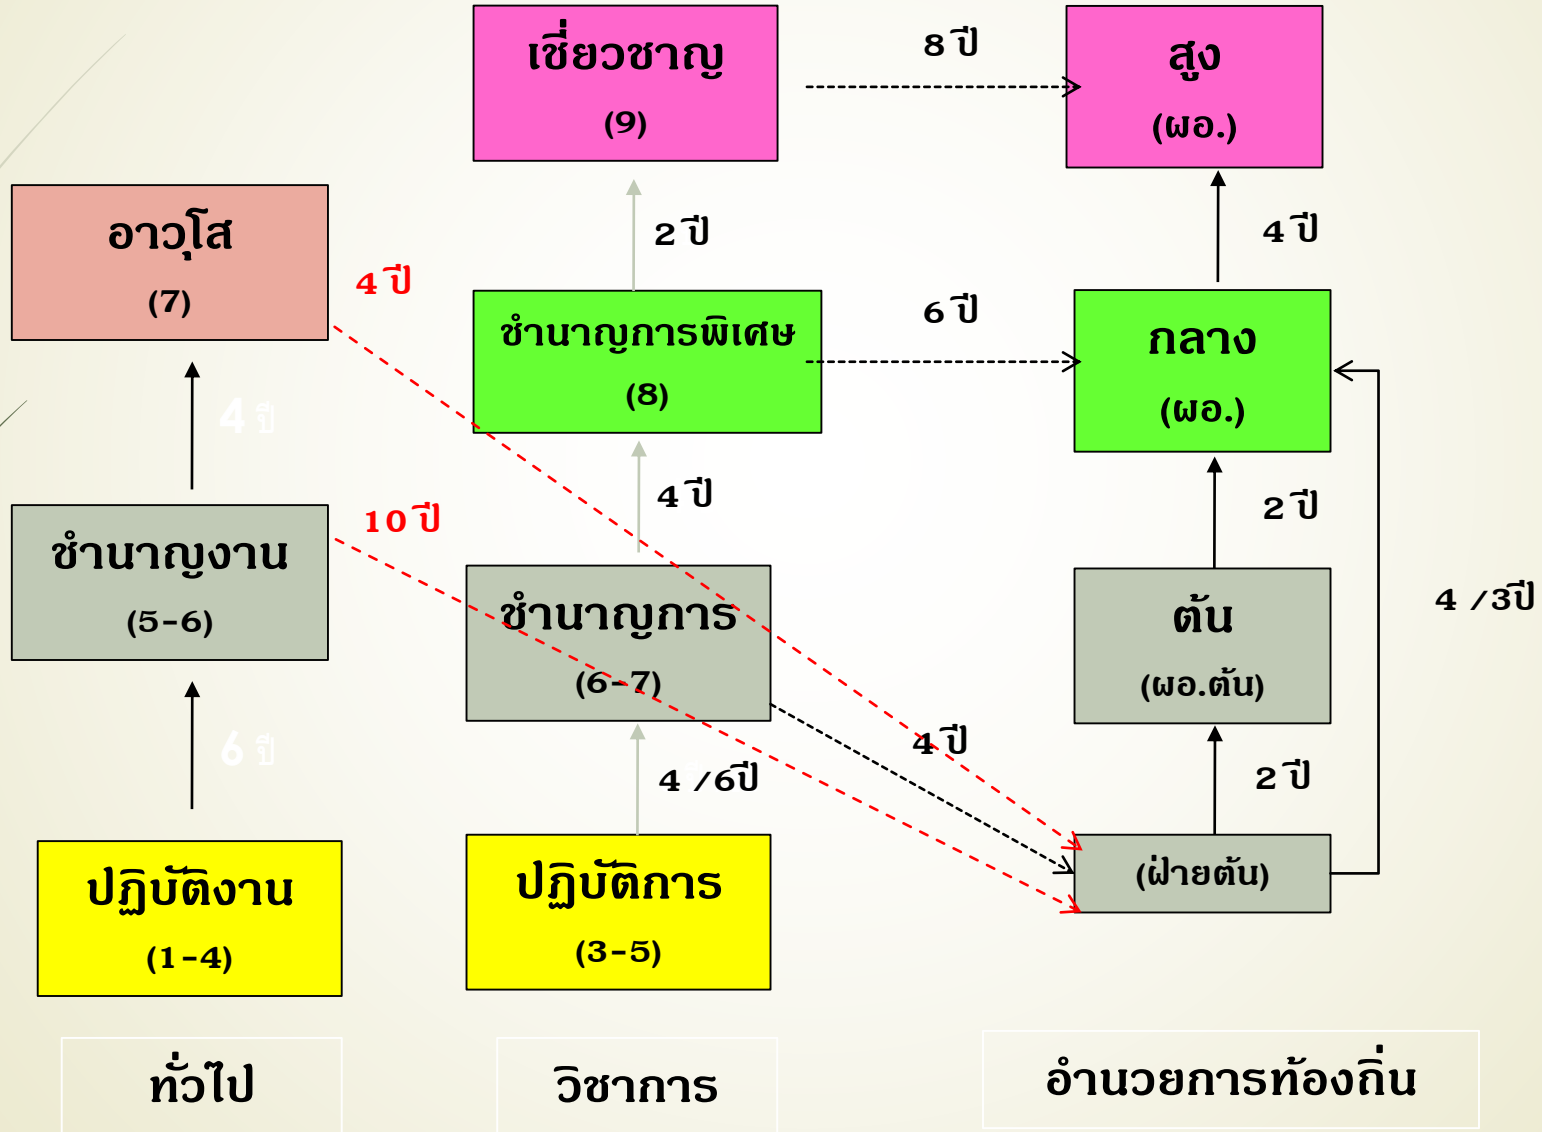 เชี่ยวชาญ
(9)
8 ปี
สูง
(ผอ.)
อาวุโส
(7)
4 ปี
2 ปี
4 ปี
ชำนาญการพิเศษ
(8)
6 ปี
กลาง
(ผอ.)
4 ปี
10 ปี
4 ปี
2 ปี
ชำนาญงาน
(5-6)
ชำนาญการ
(6-7)
ต้น
(ผอ.ต้น)
4 /3ปี
6 ปี
4 /6ปี
4 ปี
2 ปี
ปฏิบัติงาน
(1-4)
ปฏิบัติการ
(3-5)
(ฝ่ายต้น)
ทั่วไป
วิชาการ
อำนวยการท้องถิ่น